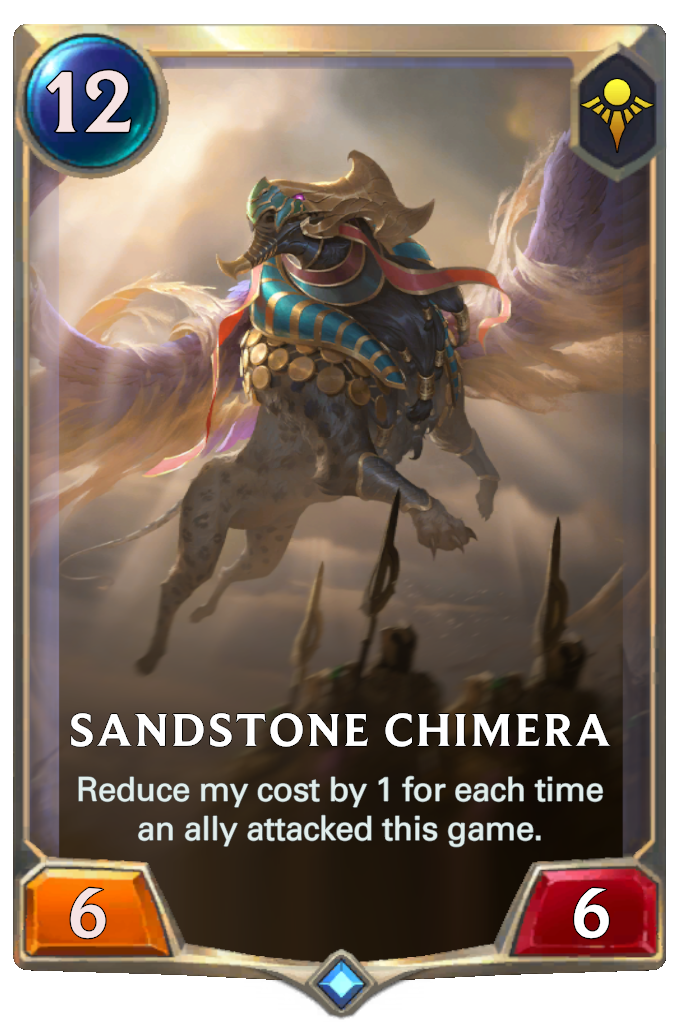 12
SANDSTONE CHIMERA
Reduce my cost by 1 for each time
an ally attacked this game.
6
6